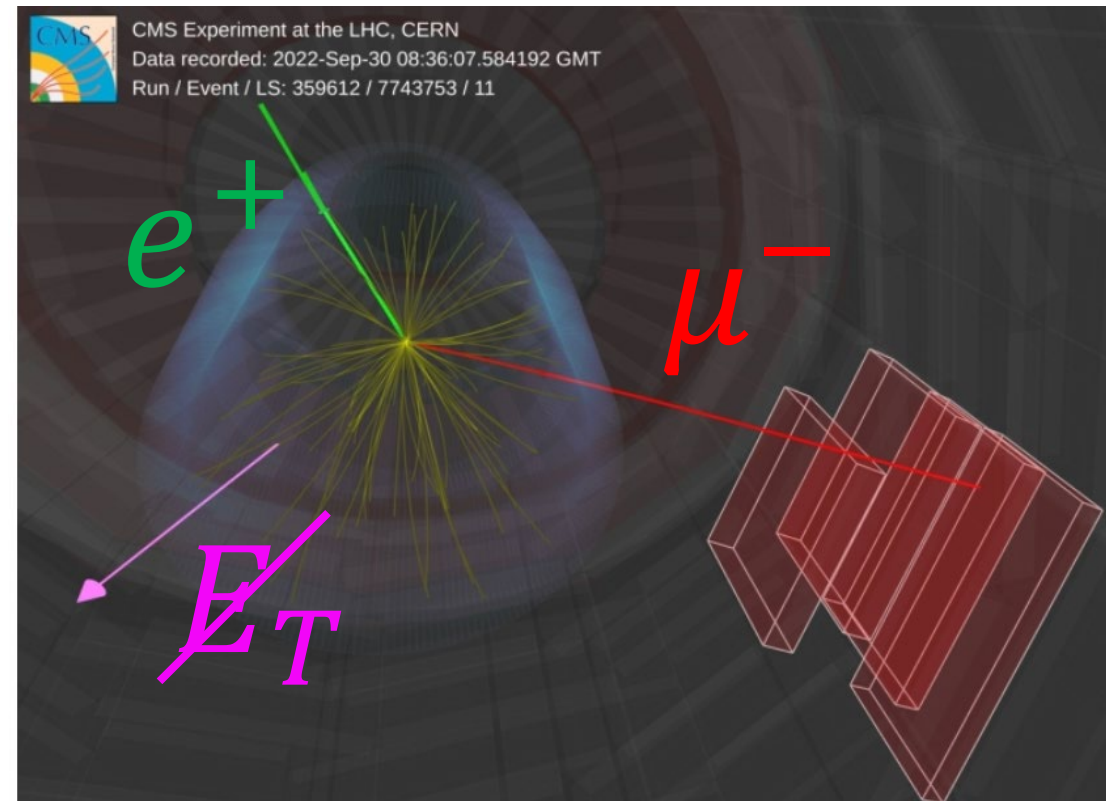 CMS
CMS Experiment at the LHC, CERN
Data recorded: 2022-Sep-30 08:36:07.584192 GMT
Run / Event / LS: 359612 / 7743753 / 11
e⁺
μ⁻
E̸_T